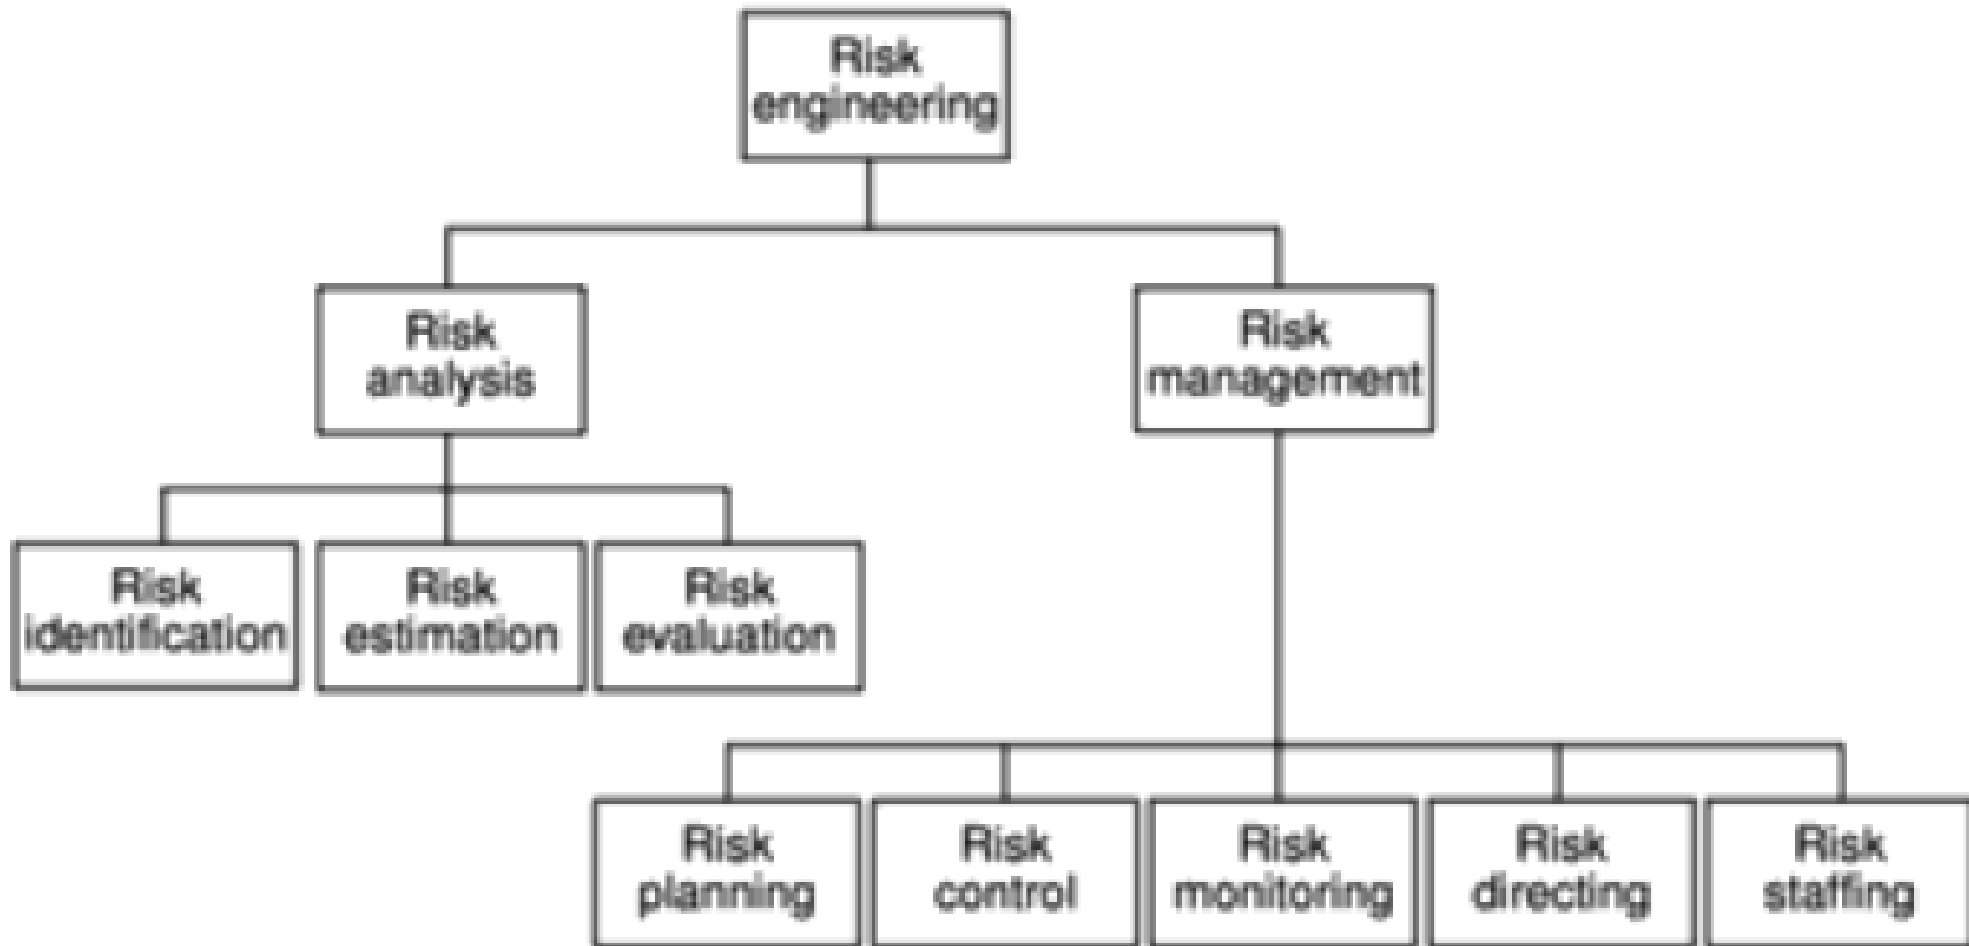 Risk
engineering
Risk
analysis
Risk
management
Risk
identification
Risk
estimation
Risk
evaluation
Risk
planning
Risk
control
Risk
monitoring
Risk
directing
Risk
staffing